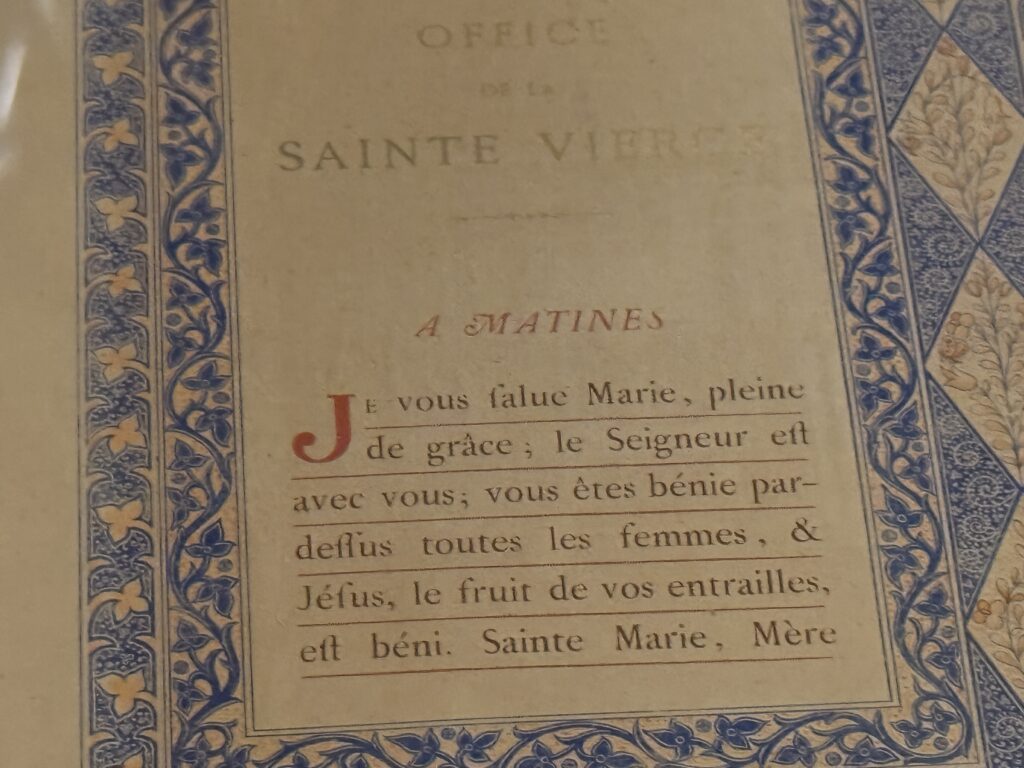 OFFICE
DE LA
SAINTE VIERGE
A MATINES
JE vous ſalue Marie, pleine
de grâce ; le Seigneur eſt
avec vous ; vous êtes bénie par-
deſſus toutes les femmes, &
Jéſus, le fruit de vos entrailles,
eſt béni. Sainte Marie, Mère